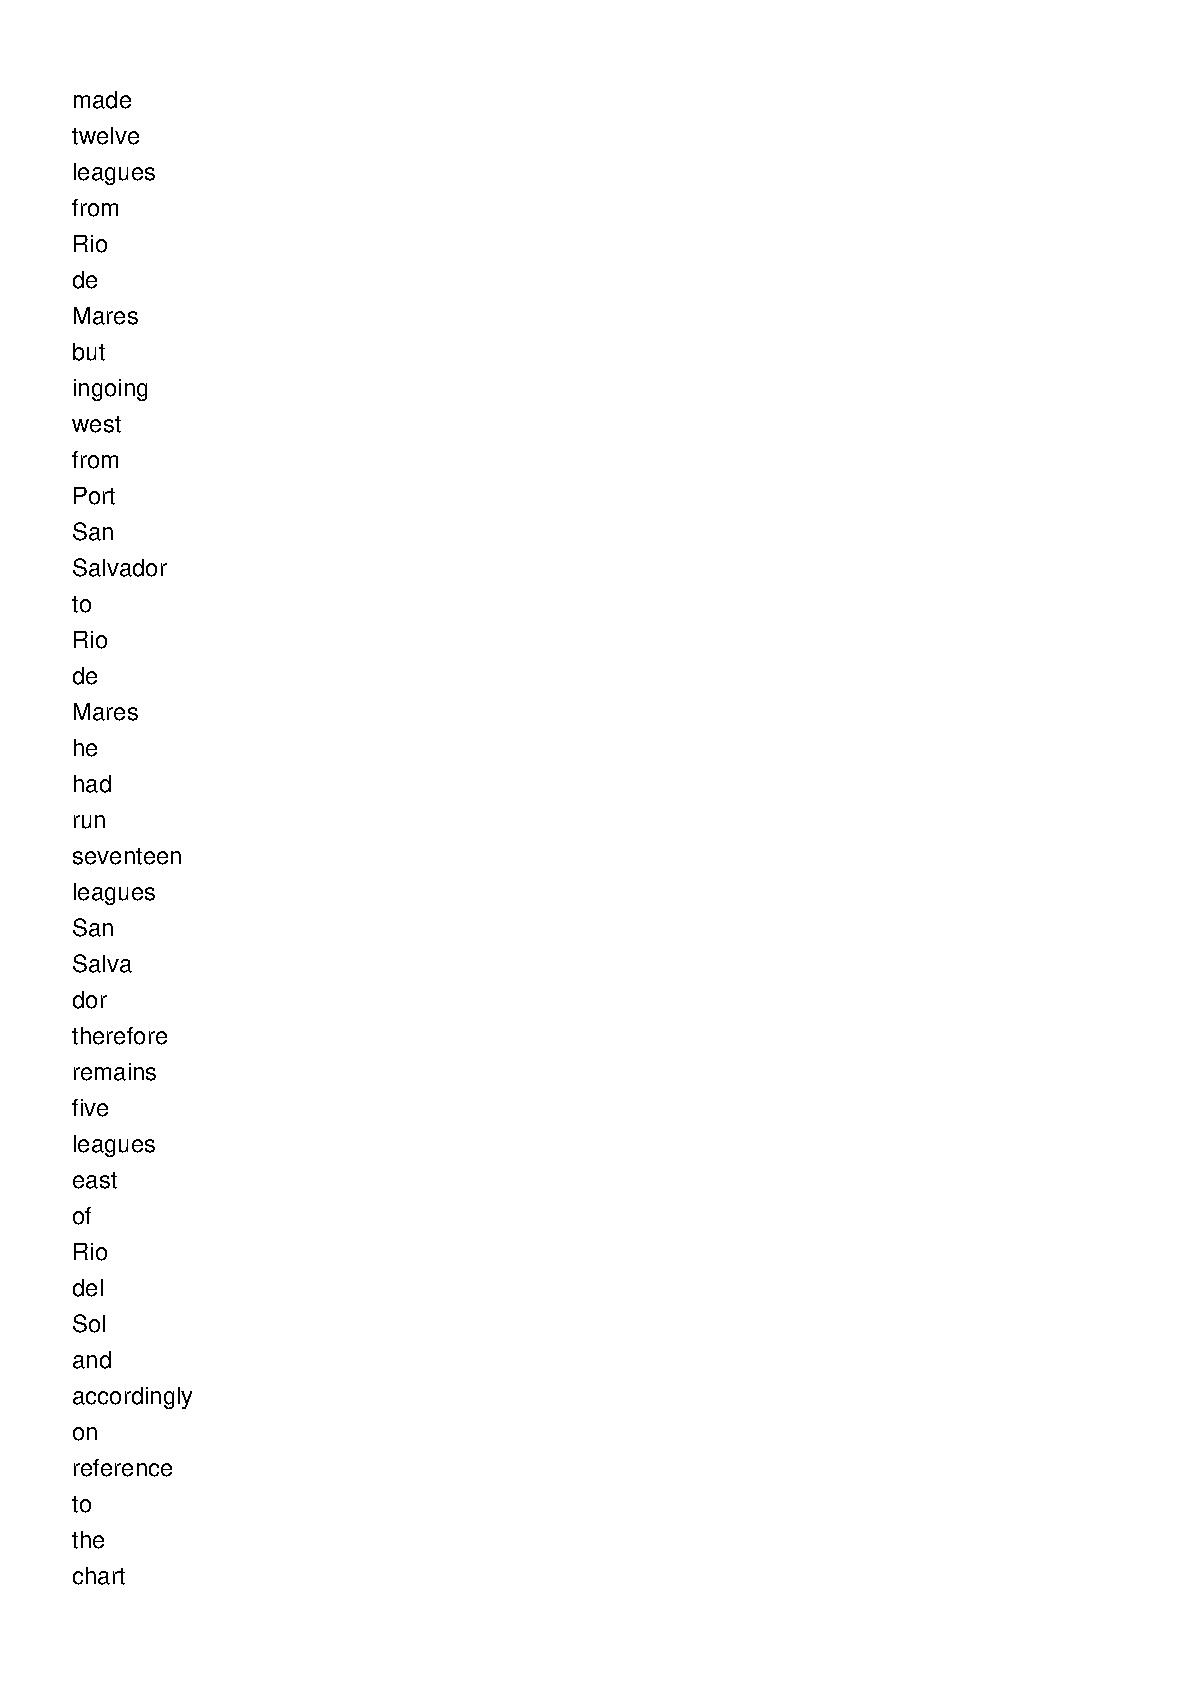 made
twelve
leagues
from
Rio
de
Mares
but
ingoing
west
from
Port
San
Salvador
to
Rio
de
Mares
he
had
run
seventeen
leagues
San
Salva
dor
therefore
remains
five
leagues
east
of
Rio
del
Sol
and
accordingly
on
reference
to
the
chart